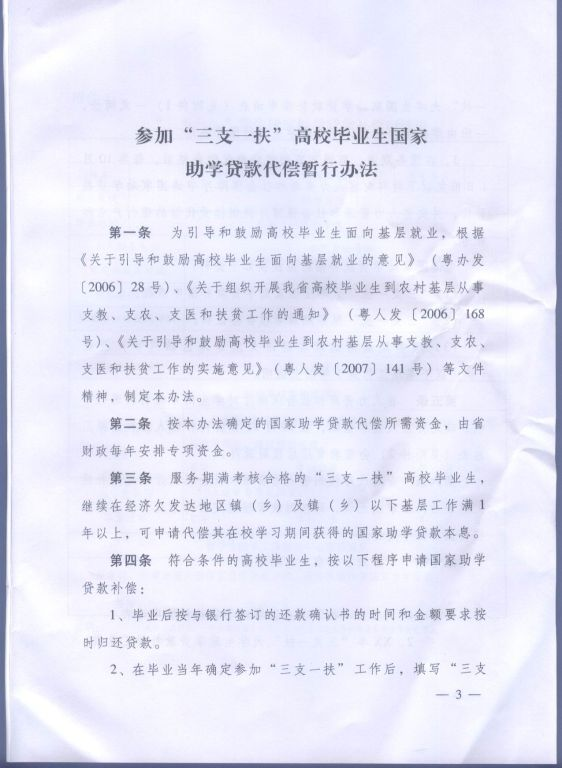 参加“三支一扶”高校毕业生国家
助学贷款代偿暂行办法
第一条 为引导和鼓励高校毕业生面向基层就业，根据
《关于引导和鼓励高校毕业生面向基层就业的意见》（粤办发
〔2006〕28 号）、《关于组织开展我省高校毕业生到农村基层从事
支教、支农、支医和扶贫工作的通知》（粤人发〔2006〕168
号）、《关于引导和鼓励高校毕业生到农村基层从事支教、支农、
支医和扶贫工作的实施意见》（粤人发〔2007〕141 号）等文件
精神，制定本办法。
第二条 按本办法确定的国家助学贷款代偿所需资金，由省
财政每年安排专项资金。
第三条 服务期满考核合格的“三支一扶”高校毕业生，
继续在经济欠发达地区镇（乡）及镇（乡）以下基层工作满 1
年以上，可申请代偿其在校学习期间获得的国家助学贷款本息。
第四条 符合条件的高校毕业生，按以下程序申请国家助学
贷款补偿：
1、毕业后按与银行签订的还款确认书的时间和金额要求按
时归还贷款。
2、在毕业当年确定参加“三支一扶”工作后，填写“三支
— 3 —